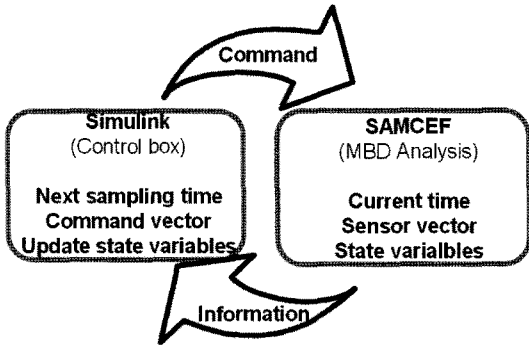 Command
Simulink
(Control box)
Next sampling time
Command vector
Update state variables
SAMCEF
(MBD Analysis)
Current time
Sensor vector
State varialbles
Information